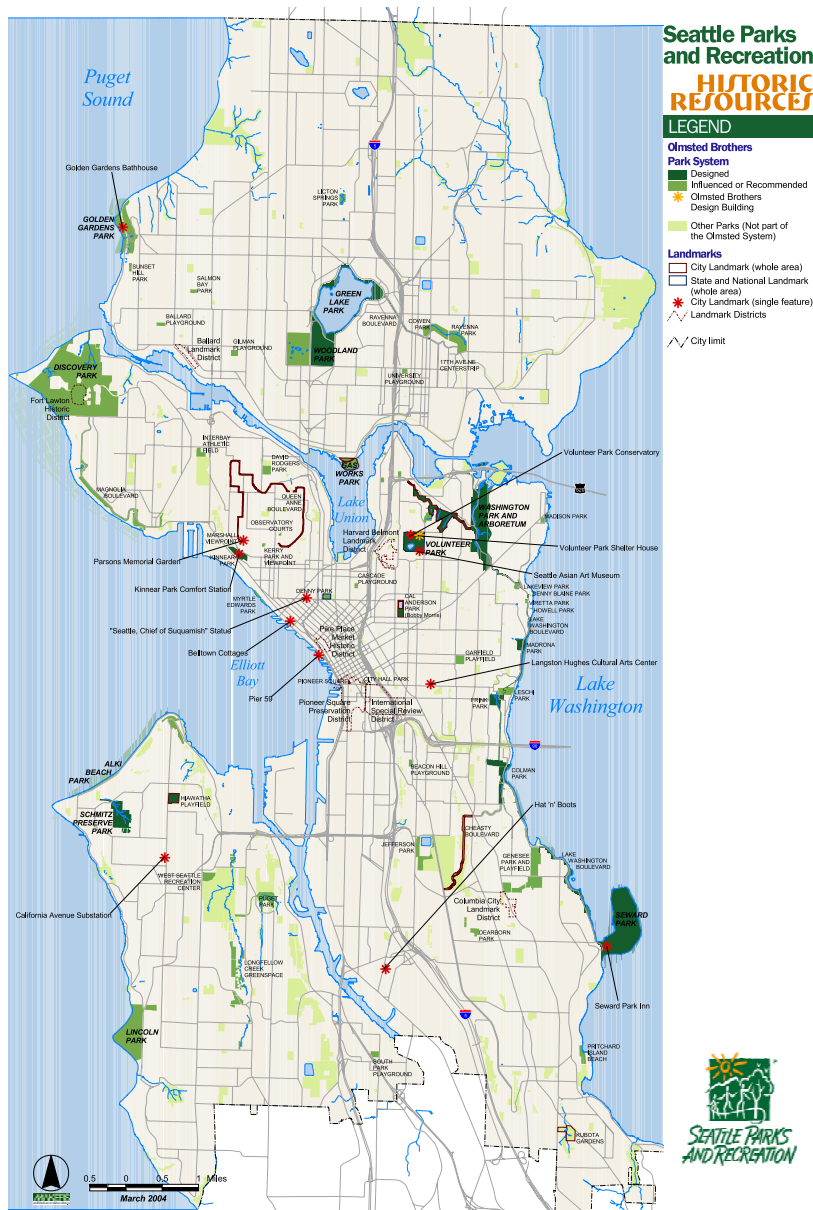 Seattle Parks
and Recreation
HISTORIC
RESOURCES
LEGEND
Olmsted Brothers
Park System
Designed
Influenced or Recommended
Olmsted Brothers
Design Building
Other Parks (Not part of
the Olmsted System)
Landmarks
City Landmark (whole area)
State and National Landmark
(whole area)
City Landmark (single feature)
Landmark Districts
City limit
Puget
Sound
Golden Gardens Bathhouse
GOLDEN
GARDENS
PARK
LICTON
SPRINGS
PARK
5
SUNSET
HILL
PARK
SALMON
BAY
PARK
GREEN
LAKE
PARK
BALLARD
PLAYGROUND
RAVENNA
BOULEVARD
COWEN
PARK
RAVENNA
PARK
Ballard
Landmark
District
GILMAN
PLAYGROUND
WOODLAND
PARK
17TH AVE NE
CENTERSTRIP
DISCOVERY
PARK
UNIVERSITY
PLAYGROUND
Fort Lawton
Historic
District
INTERBAY
ATHLETIC
FIELD
DAVID
RODGERS
PARK
GAS
WORKS
PARK
Volunteer Park Conservatory
MAGNOLIA
BOULEVARD
QUEEN
ANNE
BOULEVARD
Lake
Union
WASHINGTON
PARK AND
ARBORETUM
MADISON PARK
OBSERVATORY
COURTS
MARSHALL
VIEWPOINT
Harvard Belmont
Landmark
District
VOLUNTEER
PARK
Volunteer Park Shelter House
Parsons Memorial Garden
KINNEAR
PARK
KERRY
PARK AND
VIEWPOINT
Seattle Asian Art Museum
CASCADE
PLAYGROUND
Kinnear Park Comfort Station
LAKEVIEW PARK
DENNY BLAINE PARK
VIRETTA PARK
HOWELL PARK
MYRTLE
EDWARDS
PARK
DENNY PARK
CAL
ANDERSON
PARK
(Bobby Morris)
LAKE
WASHINGTON
BOULEVARD
"Seattle, Chief of Suquamish" Statue
Pike Place
Market
Historic
District
MADRONA
PARK
Belltown Cottages
Elliott
Bay
GARFIELD
PLAYFIELD
Langston Hughes Cultural Arts Center
Pier 59
PIONEER SQUARE
CITY HALL PARK
Lake
Washington
LESCHI
PARK
FRINK
PARK
Pioneer Square
Preservation
District
International
Special Review
District
90
ALKI
BEACH
PARK
BEACON HILL
PLAYGROUND
COLMAN
PARK
HIAWATHA
PLAYFIELD
Hat 'n' Boots
SCHMITZ
PRESERVE
PARK
CHEASTY
BOULEVARD
JEFFERSON
PARK
GENESEE
PARK AND
PLAYFIELD
LAKE
WASHINGTON
BOULEVARD
WEST SEATTLE
RECREATION
CENTER
PUGET
PARK
Columbia City
Landmark
District
SEWARD
PARK
California Avenue Substation
DEARBORN
PARK
LONGFELLOW
CREEK
GREENSPACE
Seward Park Inn
5
LINCOLN
PARK
PRITCHARD
ISLAND
BEACH
SOUTH
PARK
PLAYGROUND
KUBOTA
GARDENS
SEATTLE PARKS
AND RECREATION
0.5 0 0.5 1 Miles
March 2004